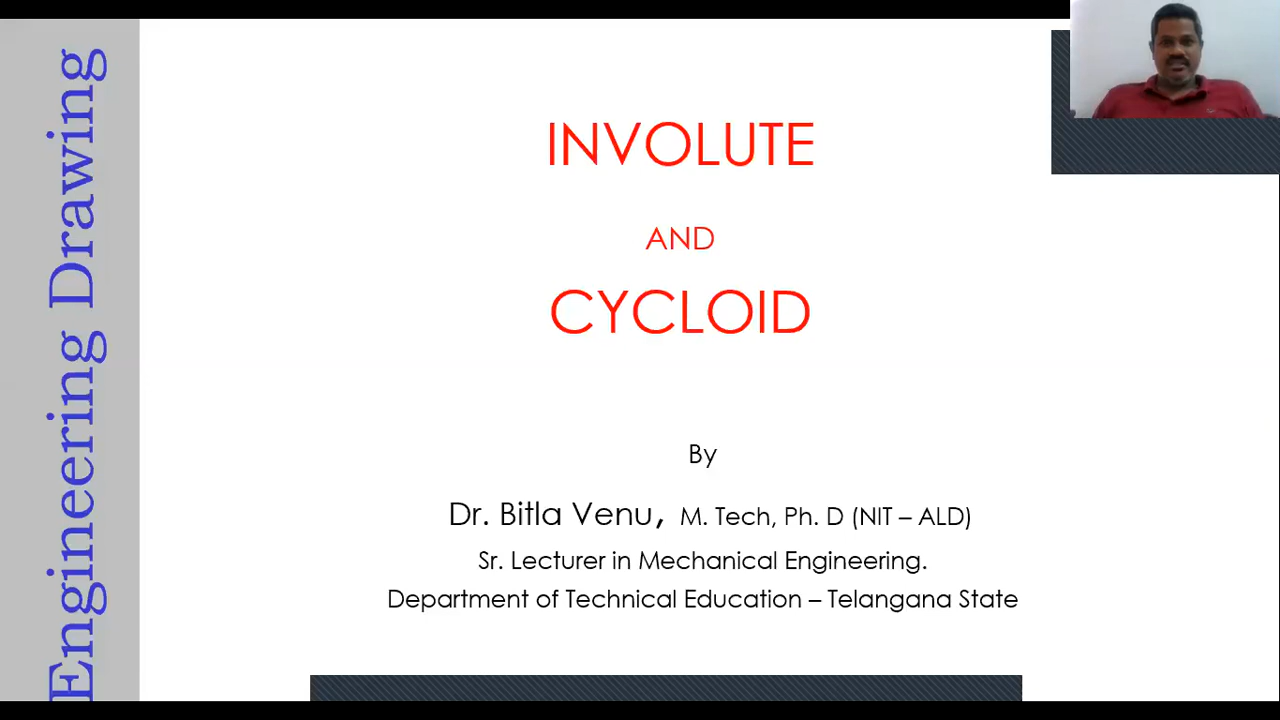 Engineering Drawing
INVOLUTE
AND
CYCLOID
By
Dr. Bitla Venu, M. Tech, Ph. D (NIT – ALD)
Sr. Lecturer in Mechanical Engineering.
Department of Technical Education – Telangana State